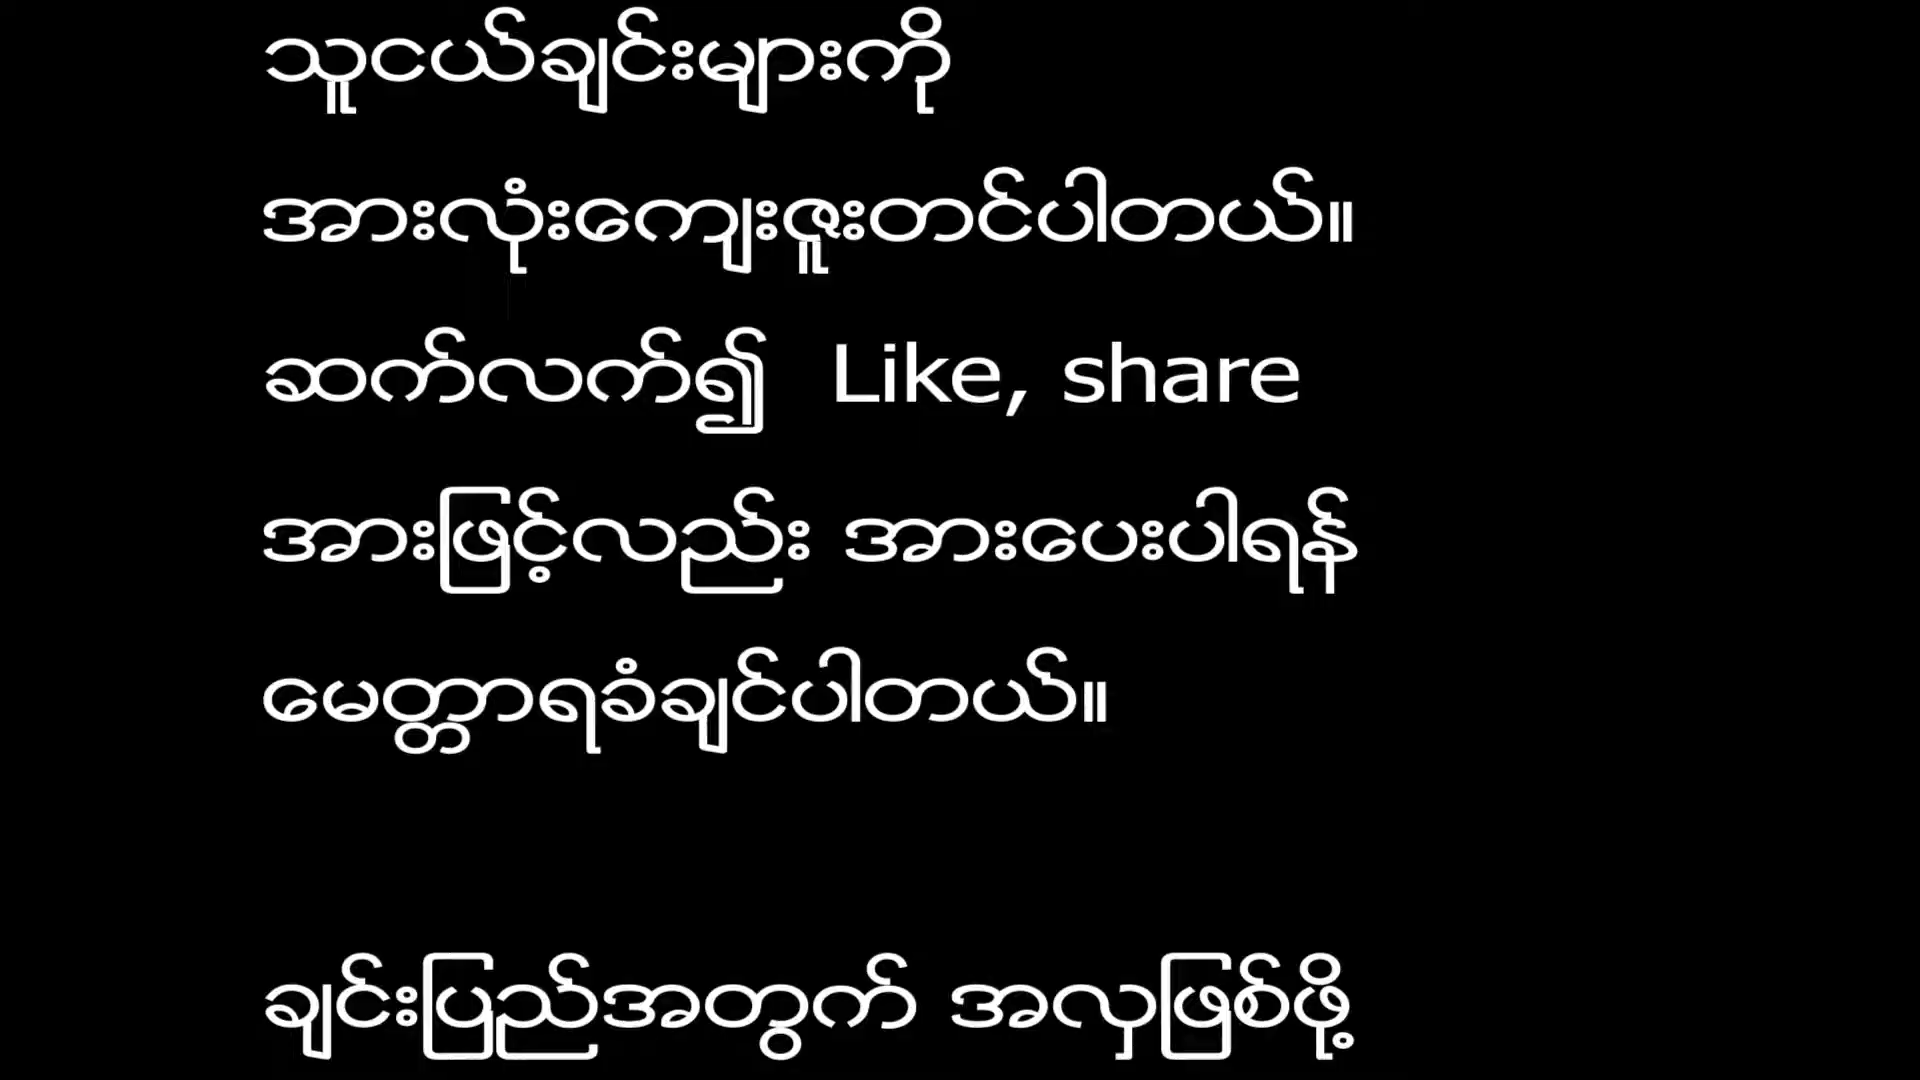 သူငယ်ချင်းများကို
အားလုံးကျေးဇူးတင်ပါတယ်။
ဆက်လက်၍ Like, share
အားဖြင့်လည်း အားပေးပါရန်
မေတ္တာရခံချင်ပါတယ်။
ချင်းပြည်အတွက် အလှဖြစ်ဖို့